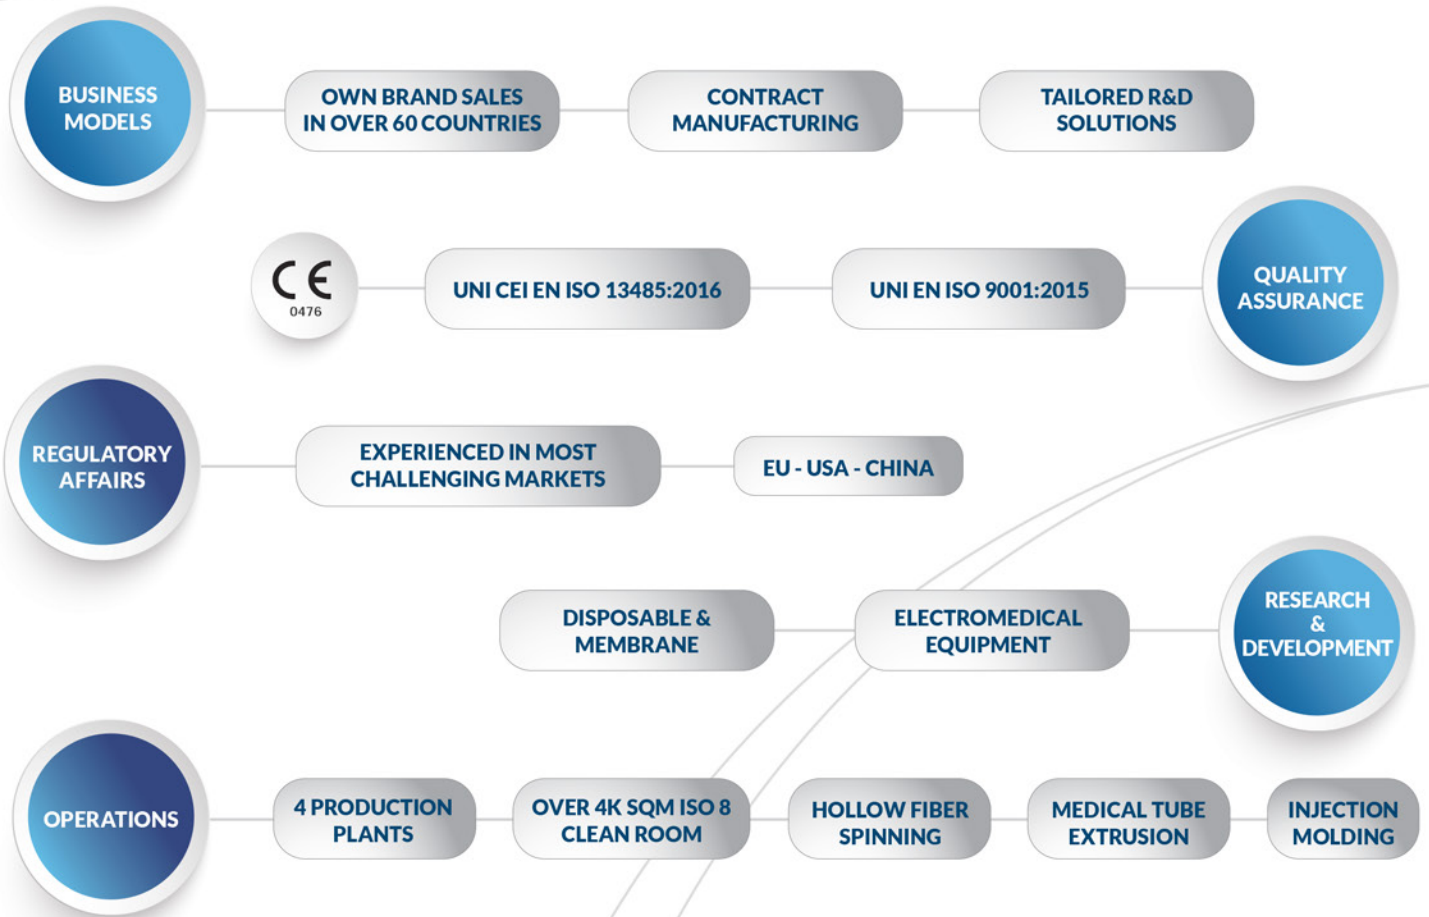 BUSINESS
MODELS
OWN BRAND SALES
IN OVER 60 COUNTRIES
CONTRACT
MANUFACTURING
TAILORED R&D
SOLUTIONS
CE
0476
UNI CEI EN ISO 13485:2016
UNI EN ISO 9001:2015
QUALITY
ASSURANCE
REGULATORY
AFFAIRS
EXPERIENCED IN MOST
CHALLENGING MARKETS
EU - USA - CHINA
DISPOSABLE &
MEMBRANE
ELECTROMEDICAL
EQUIPMENT
RESEARCH
&
DEVELOPMENT
OPERATIONS
4 PRODUCTION
PLANTS
OVER 4K SQM ISO 8
CLEAN ROOM
HOLLOW FIBER
SPINNING
MEDICAL TUBE
EXTRUSION
INJECTION
MOLDING